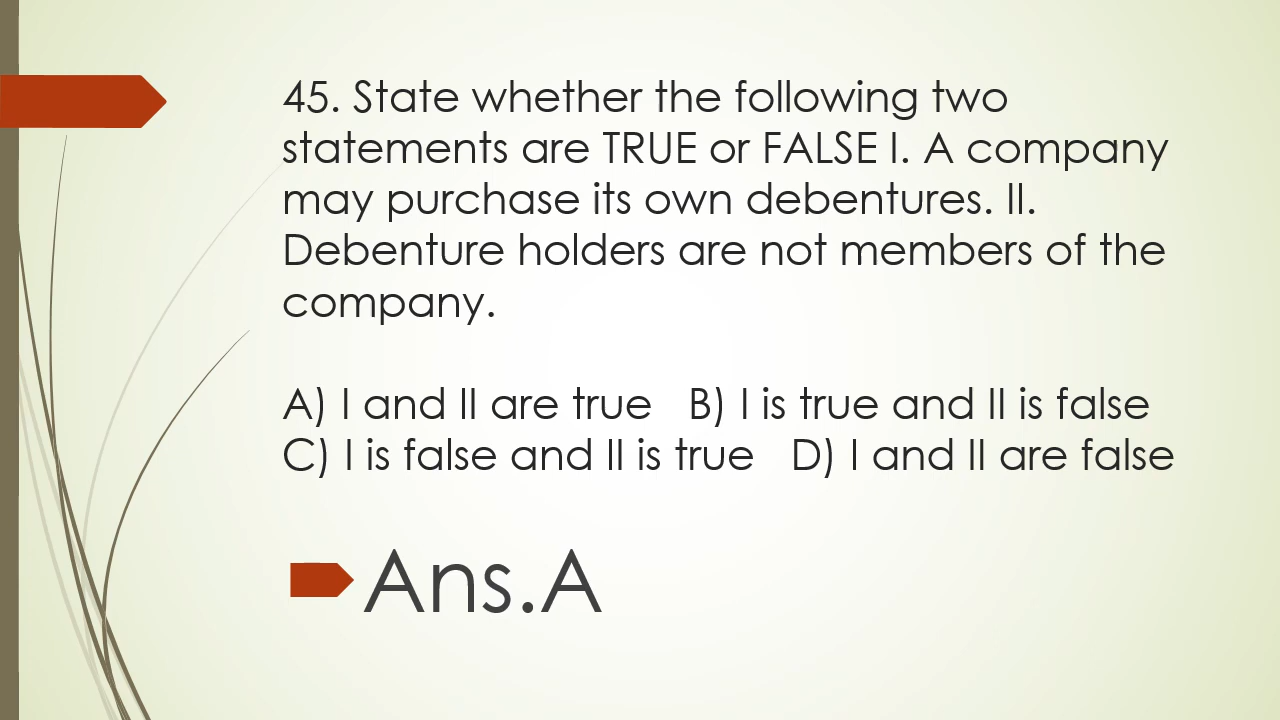 45. State whether the following two
statements are TRUE or FALSE I. A company
may purchase its own debentures. II.
Debenture holders are not members of the
company.
A) I and II are true   B) I is true and II is false
C) I is false and II is true   D) I and II are false
Ans.A